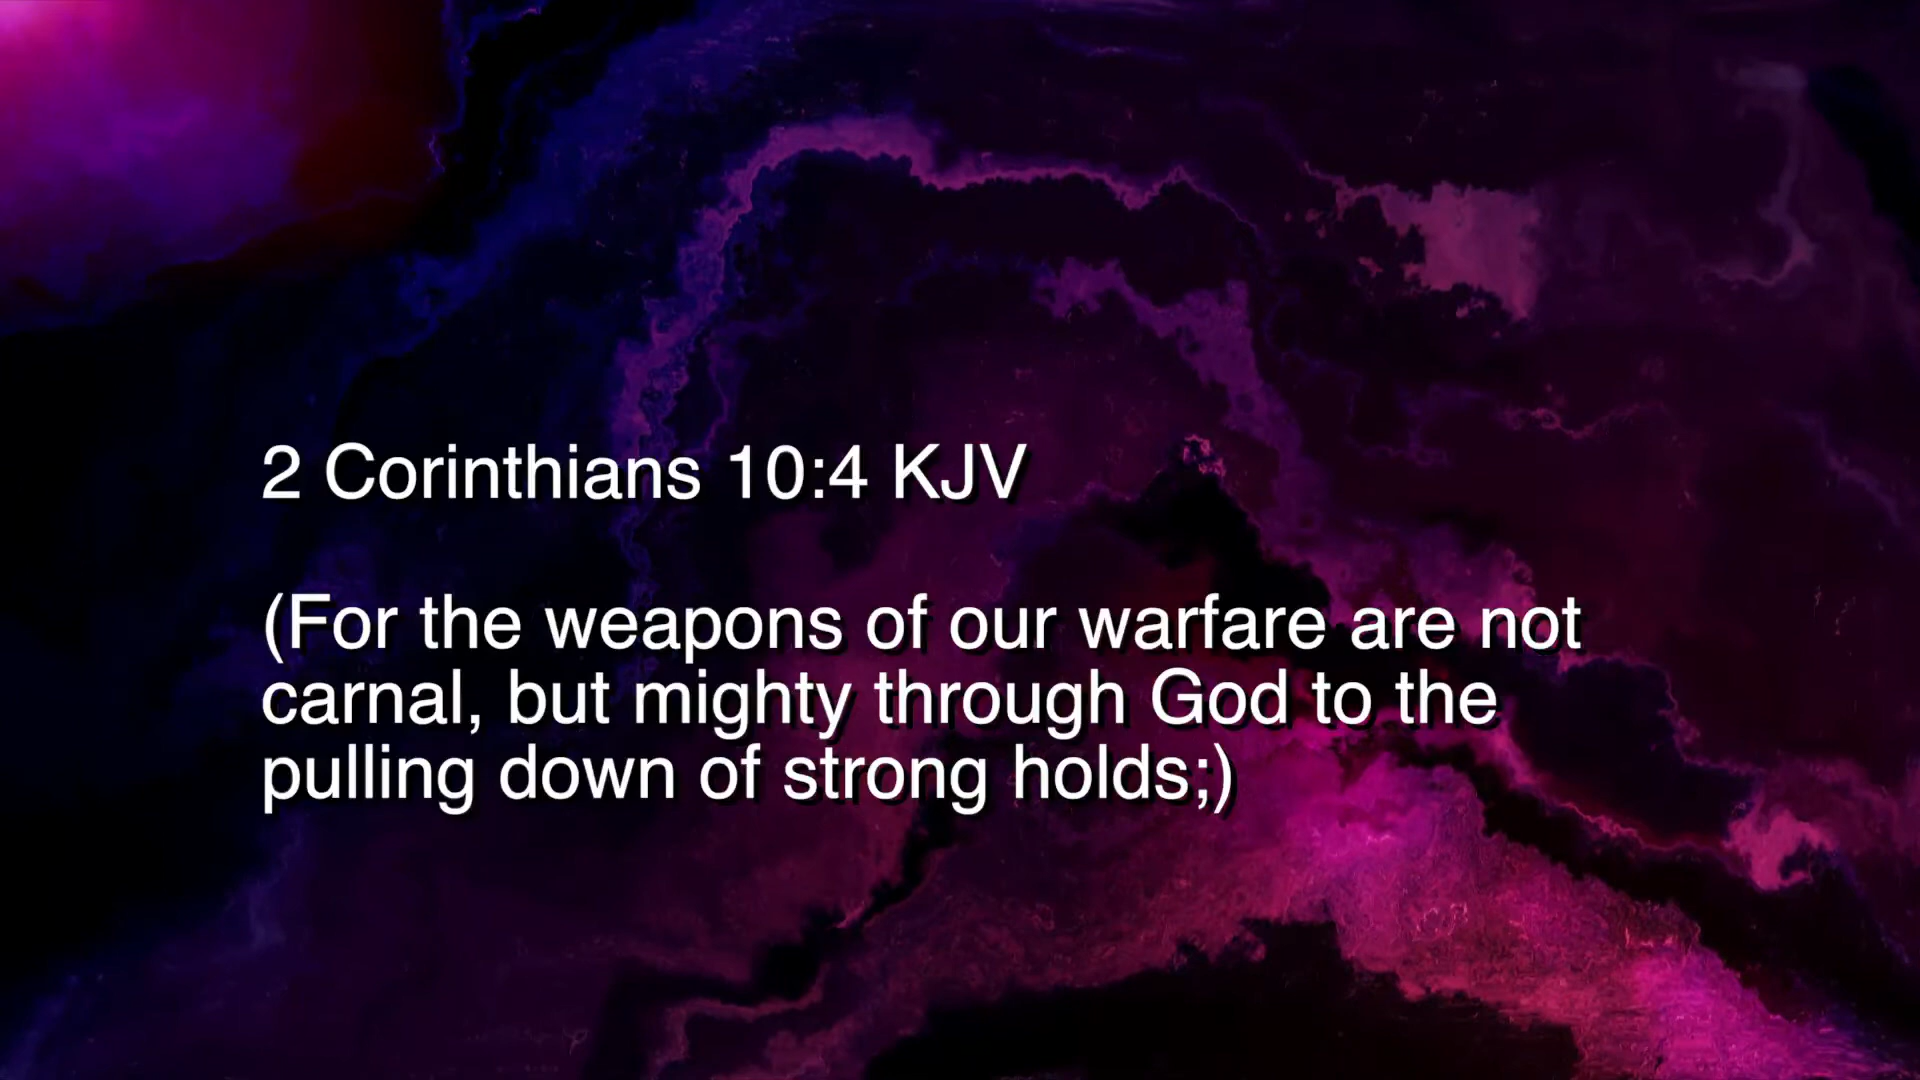 2 Corinthians 10:4 KJV
(For the weapons of our warfare are not
carnal, but mighty through God to the
pulling down of strong holds;)